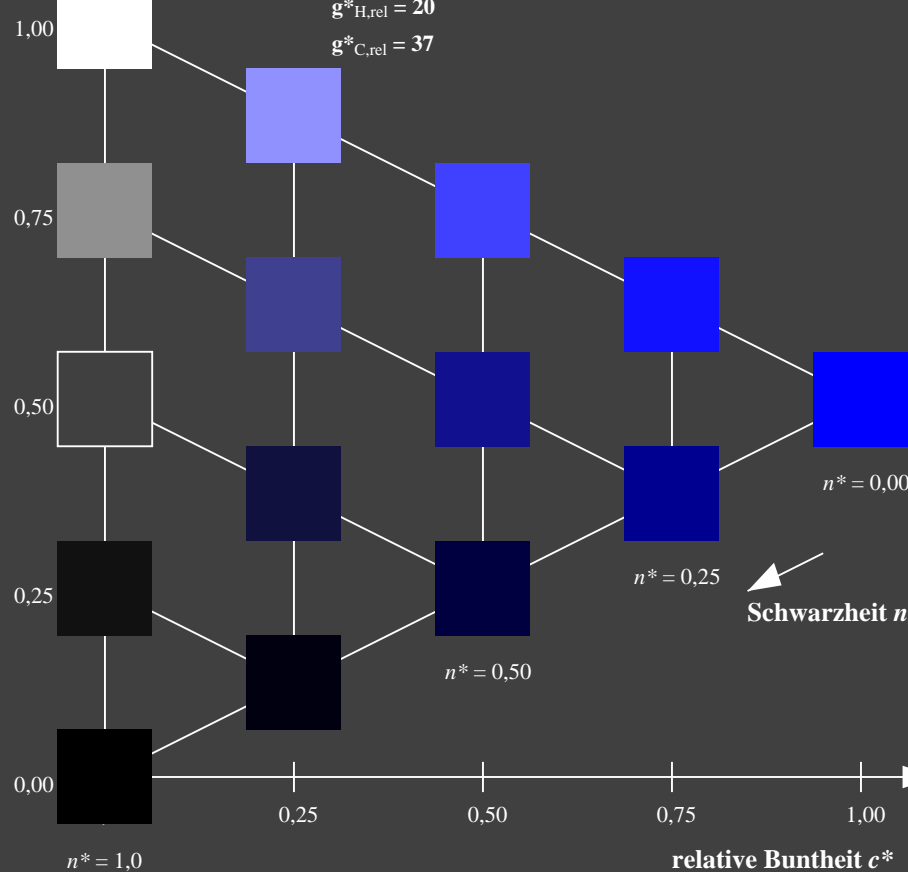 g*H,rel = 20
1,00
g*C,rel = 37
0,75
0,50
n* = 0,00
n* = 0,25
0,25
Schwarzheit n
n* = 0,50
0,00
0,25
0,50
0,75
1,00
n* = 1,0
relative Buntheit c*